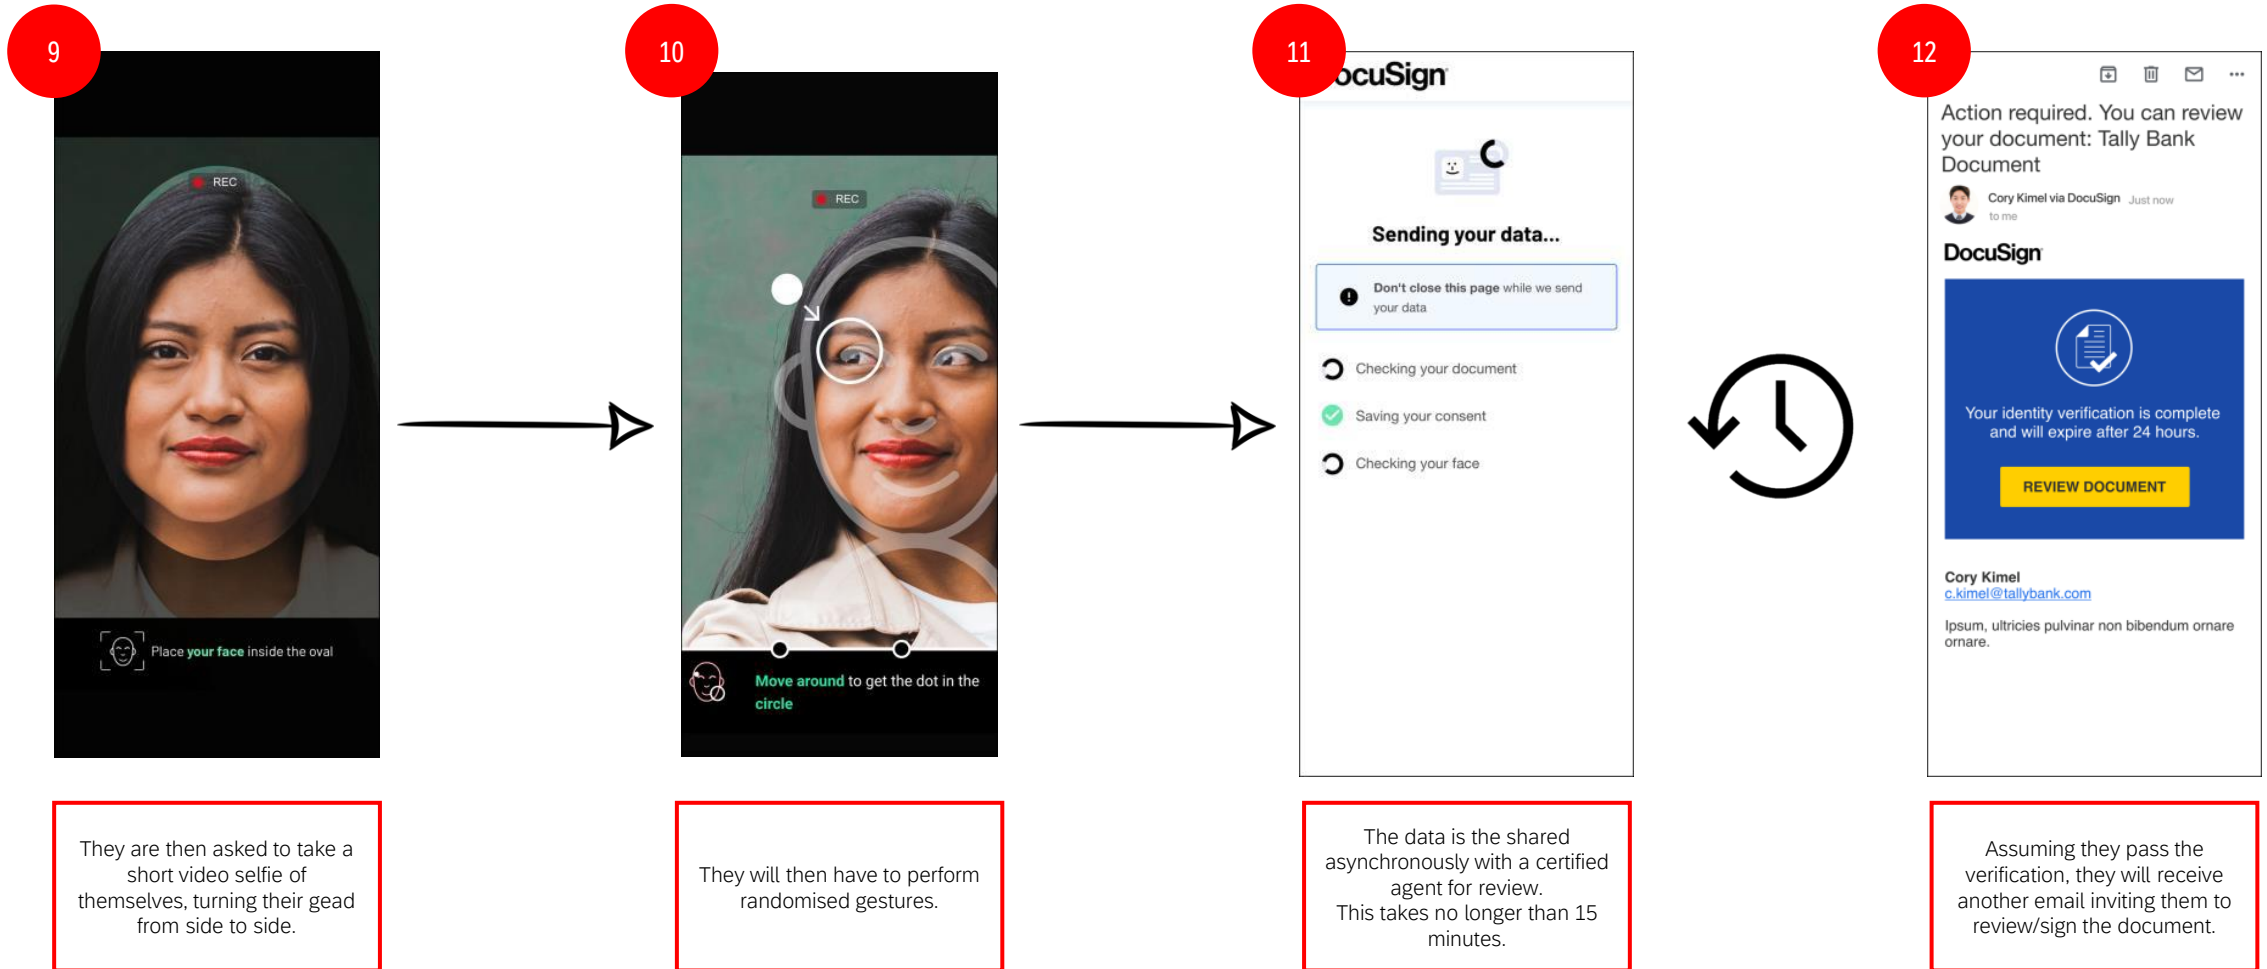 9
REC
Place your face inside the oval
They are then asked to take a
short video selfie of
themselves, turning their gead
from side to side.
10
REC
Move around to get the dot in the
circle
They will then have to perform
randomised gestures.
11
ocuSign
Sending your data...
Don't close this page while we send
your data
Checking your document
Saving your consent
Checking your face
The data is the shared
asynchronously with a certified
agent for review.
This takes no longer than 15
minutes.
12
Action required. You can review
your document: Tally Bank
Document
Cory Kimel via DocuSign Just now
to me
DocuSign
Your identity verification is complete
and will expire after 24 hours.
REVIEW DOCUMENT
Cory Kimel
c.kimel@tallybank.com
Ipsum, ultricies pulvinar non bibendum ornare
ornare.
Assuming they pass the
verification, they will receive
another email inviting them to
review/sign the document.